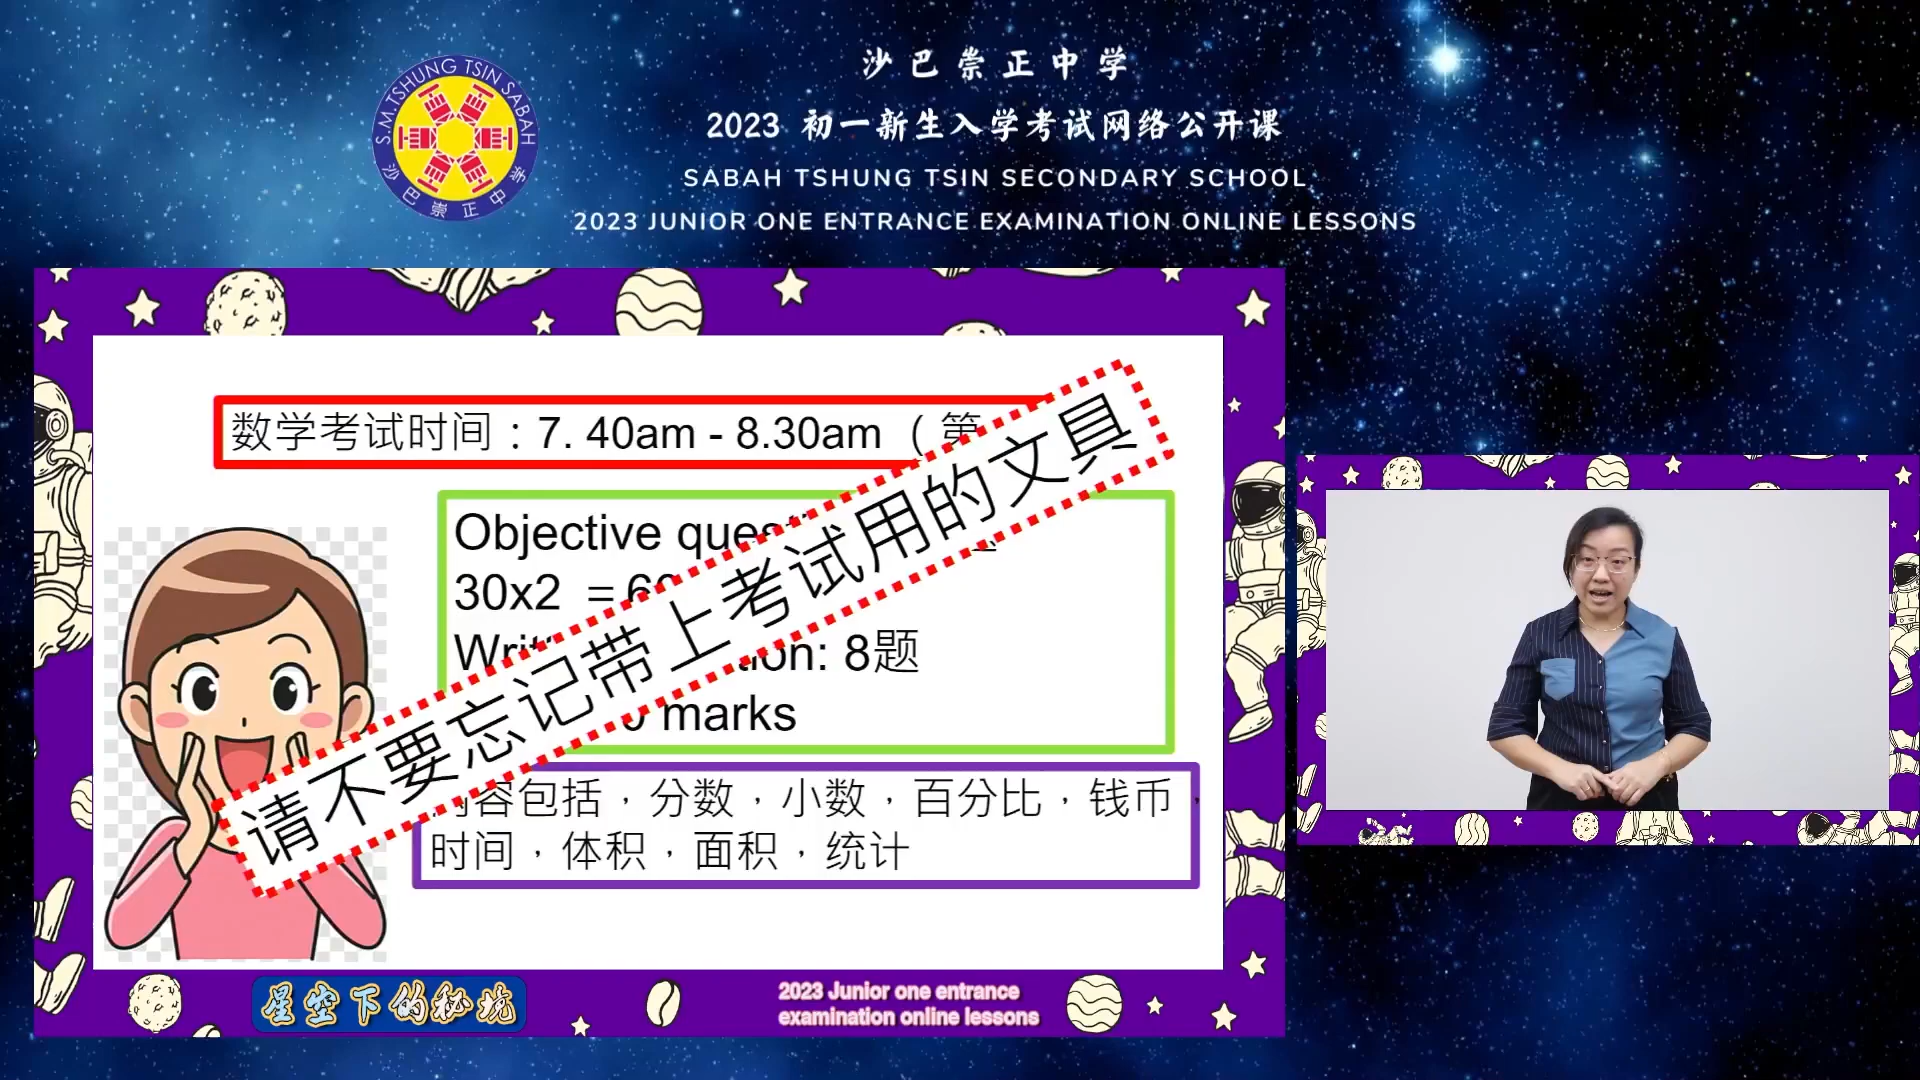 沙巴崇正中学
2023 初一新生入学考试网络公开课
SABAH TSHUNG TSIN SECONDARY SCHOOL
2023 JUNIOR ONE ENTRANCE EXAMINATION ONLINE LESSONS
S.M TSHUNG TSIN SABAH
沙巴崇正中学
数学考试时间：7. 40am - 8.30am （ 第
请不要忘记带上考试用的文具
Objective
30x2 =
8题
marks
内容包括，分数，小数，百分比，钱币，
时间，体积，面积，统计
星空下的秘境
2023 Junior one entrance
examination online lessons